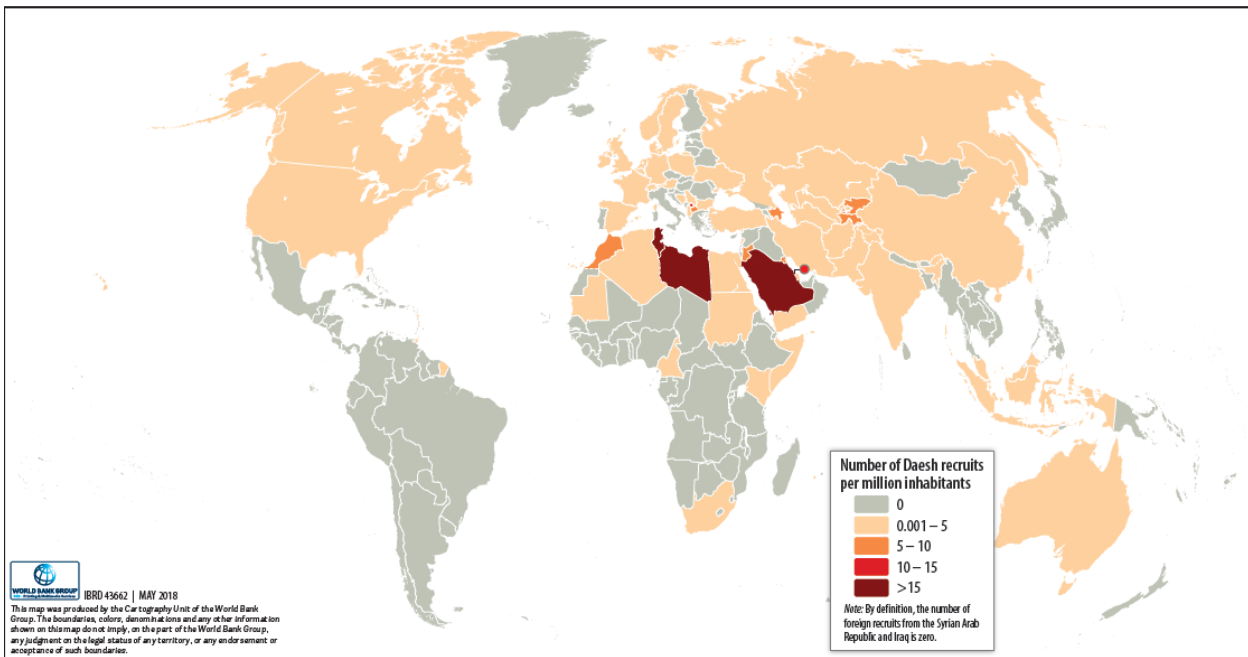 Number of Daesh recruits
per million inhabitants
0
0.001 – 5
5 – 10
10 – 15
>15
Note: By definition, the number of
foreign recruits from the Syrian Arab
Republic and Iraq is zero.
WORLD BANK GROUP
IBRD 43662 | MAY 2018
This map was produced by the Cartography Unit of the World Bank
Group. The boundaries, colors, denominations and any other information
shown on this map do not imply, on the part of the World Bank Group,
any judgment on the legal status of any territory, or any endorsement or
acceptance of such boundaries.